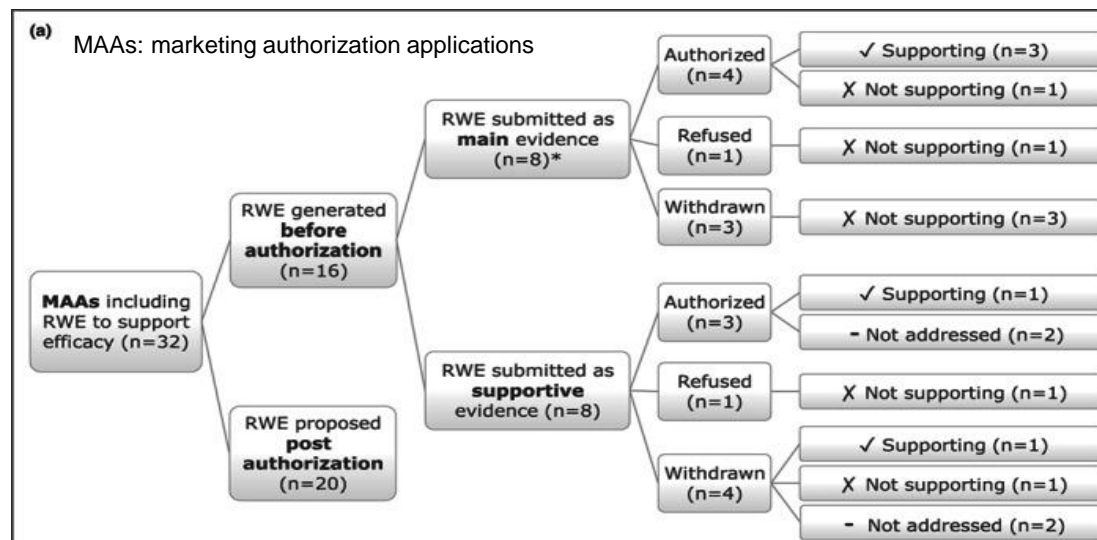 (a) MAAs: marketing authorization applications
MAAs including
RWE to support
efficacy (n=32)
RWE generated
before
authorization
(n=16)
RWE proposed
post
authorization
(n=20)
RWE submitted as
main evidence
(n=8)*
RWE submitted as
supportive
evidence (n=8)
Authorized
(n=4)
✓ Supporting (n=3)
✗ Not supporting (n=1)
Refused
(n=1)
✗ Not supporting (n=1)
Withdrawn
(n=3)
✗ Not supporting (n=3)
Authorized
(n=3)
✓ Supporting (n=1)
- Not addressed (n=2)
Refused
(n=1)
✗ Not supporting (n=1)
Withdrawn
(n=4)
✓ Supporting (n=1)
✗ Not supporting (n=1)
- Not addressed (n=2)